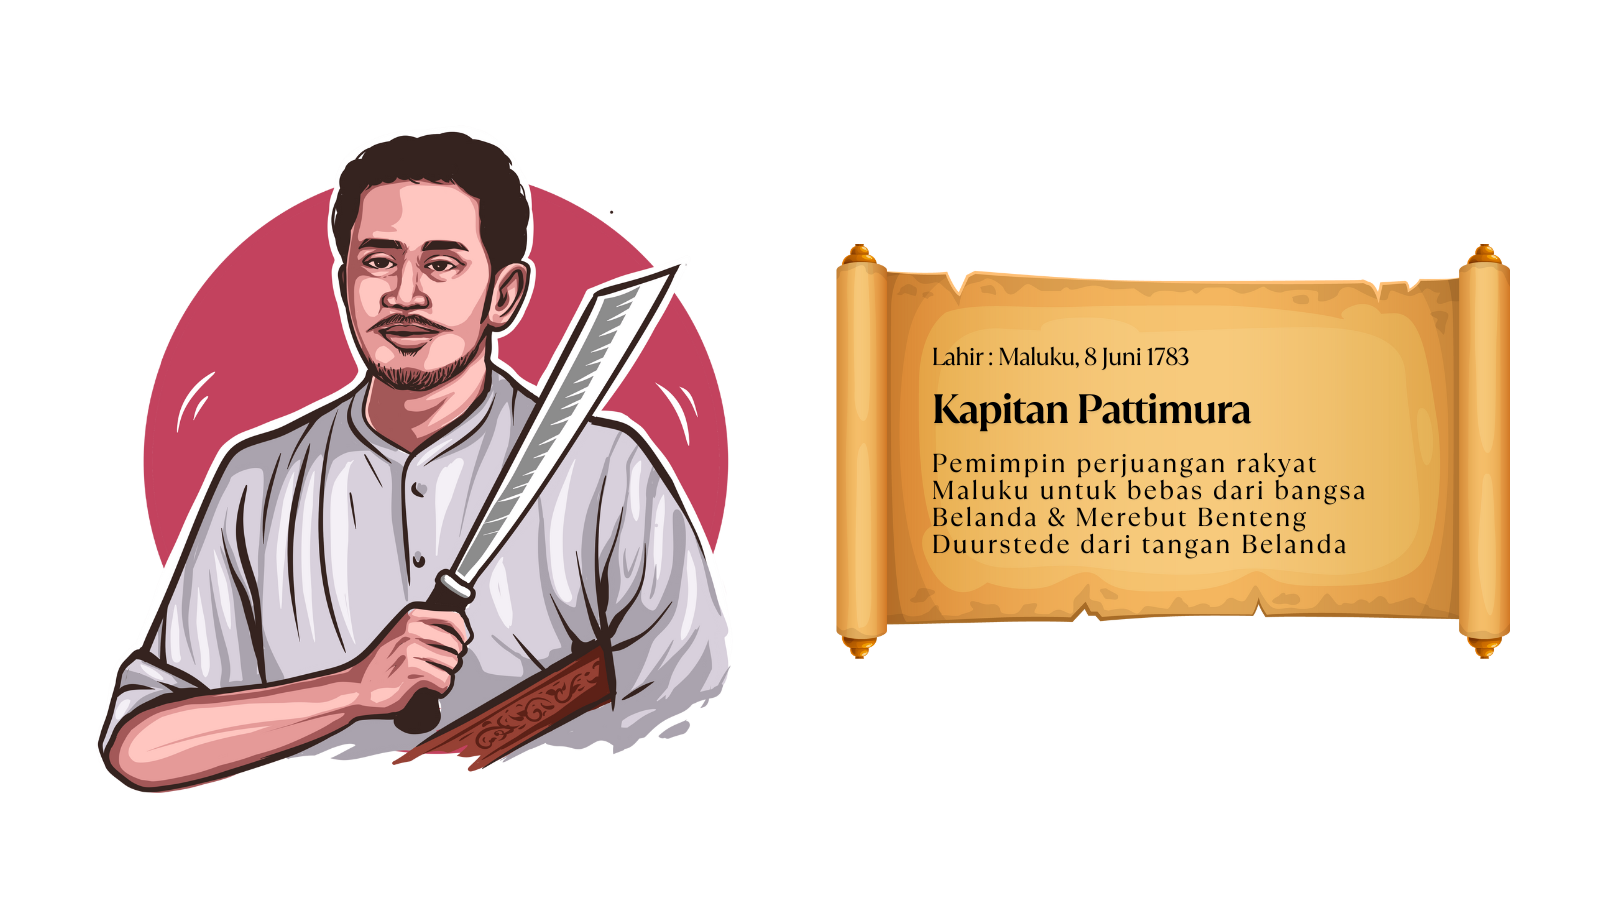 Lahir : Maluku, 8 Juni 1783
Kapitan Pattimura
Pemimpin perjuangan rakyat
Maluku untuk bebas dari bangsa
Belanda & Merebut Benteng
Duurstede dari tangan Belanda